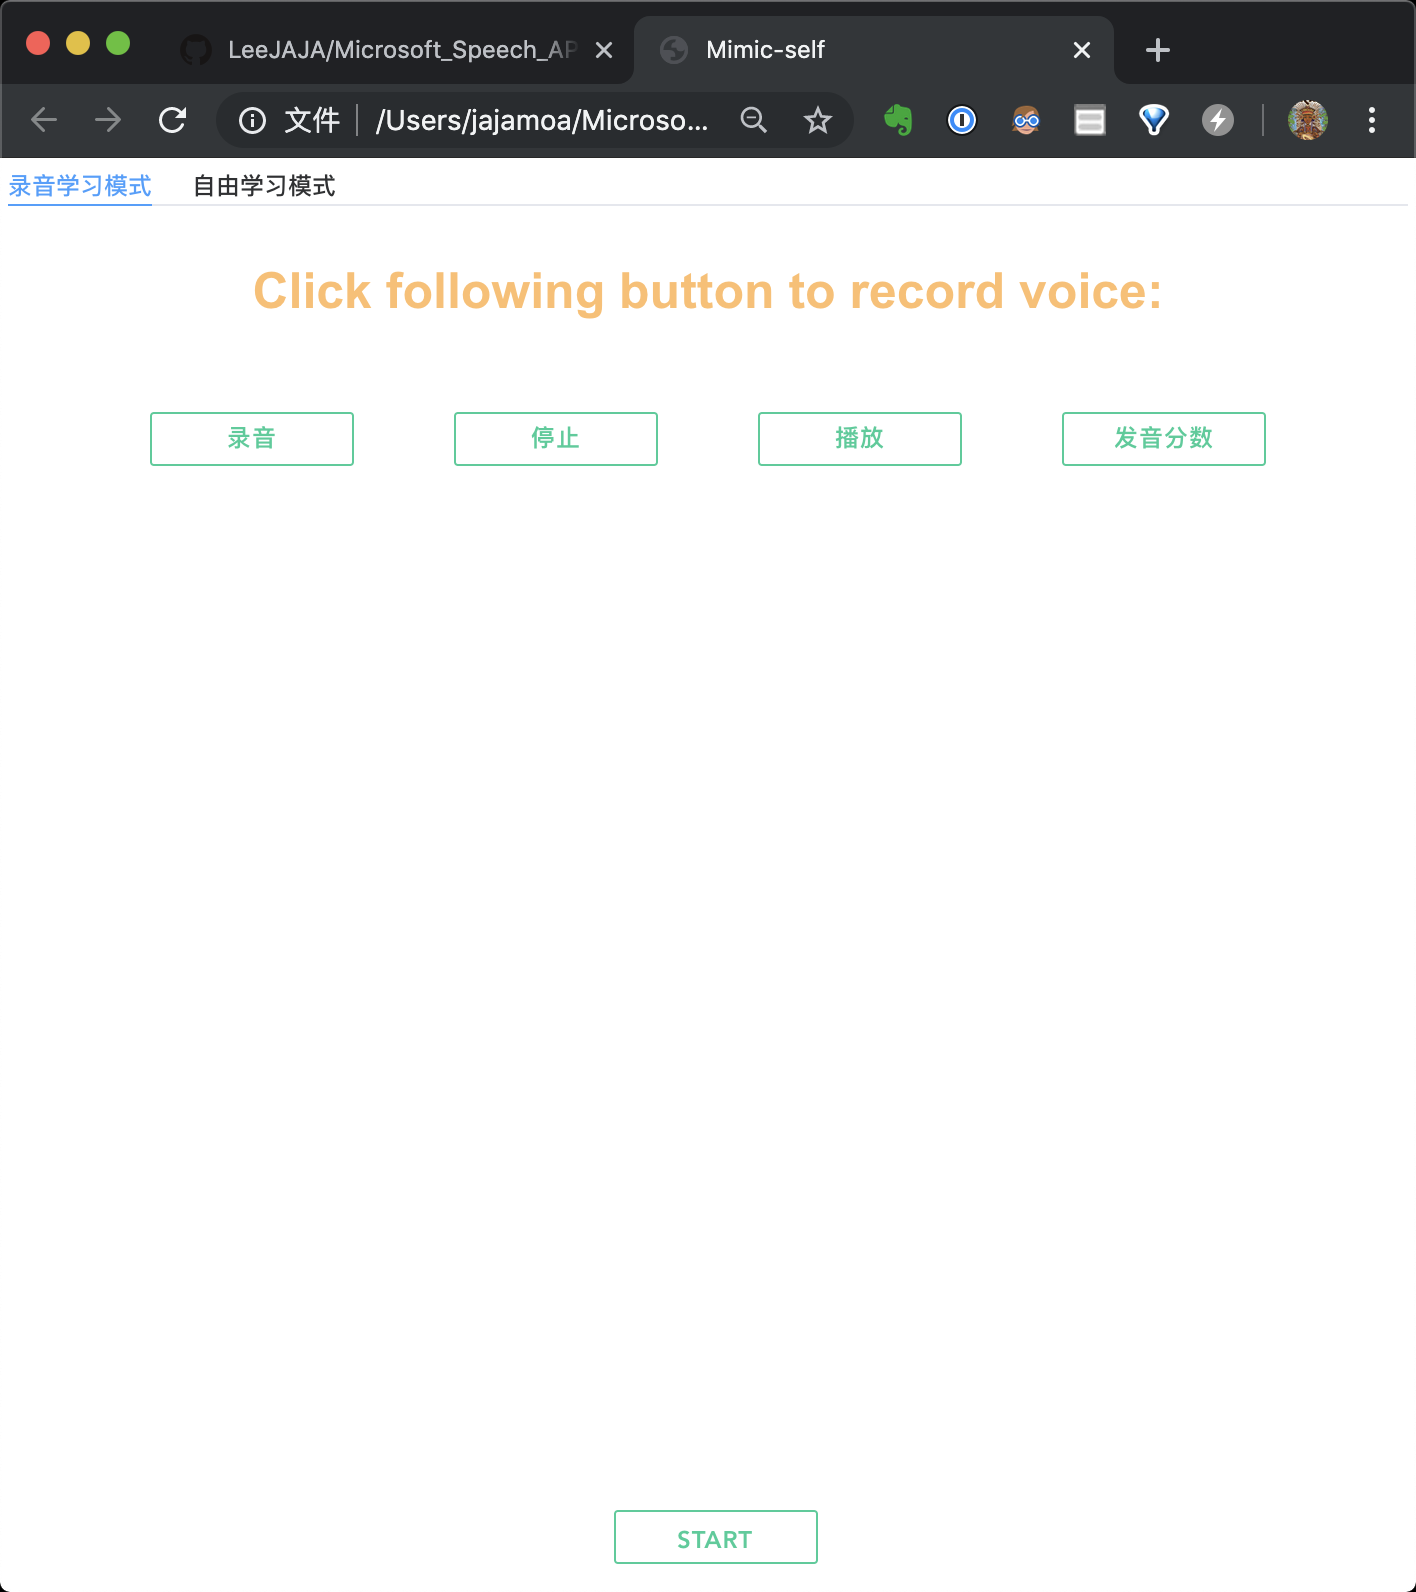 LeeJAJA/Microsoft_Speech_AP
Mimic-self
文件 /Users/jajamoa/Microso...
录音学习模式 自由学习模式
Click following button to record voice:
录音 停止 播放 发音分数
START